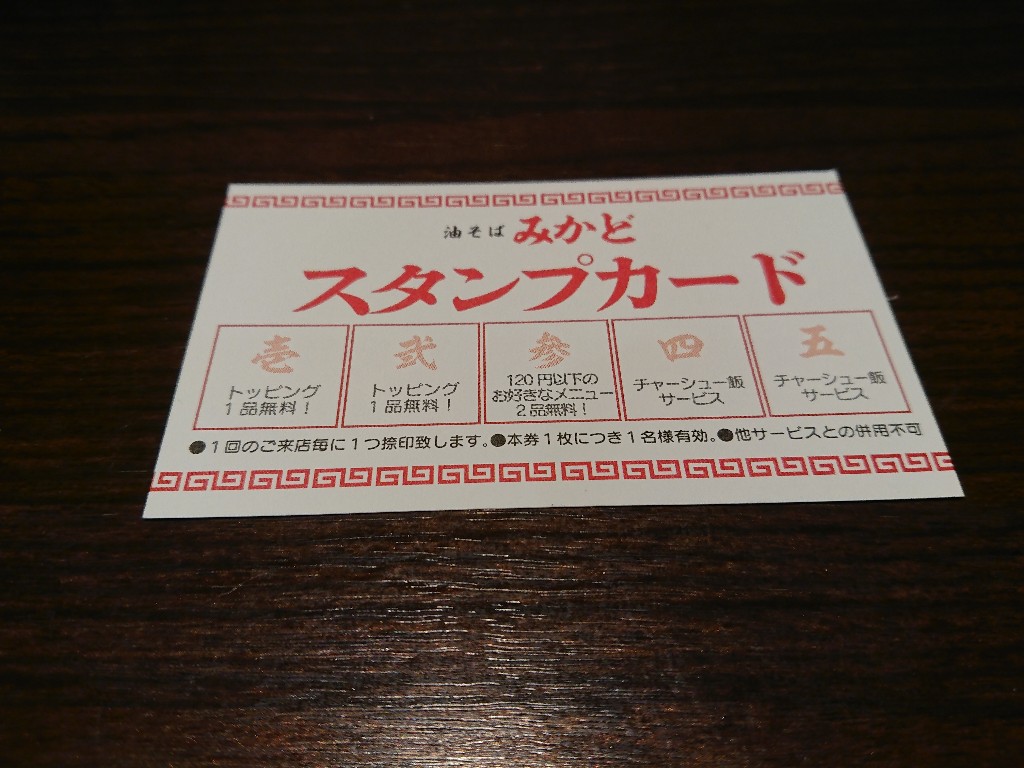 油そば みかど
スタンプカード
壱
トッピング
1品無料！
弐
トッピング
1品無料！
参
120円以下の
お好きなメニュー
2品無料！
四
チャーシュー飯
サービス
五
チャーシュー飯
サービス
●1回のご来店毎に1つ捺印致します。●本券1枚につき1名様有効。●他サービスとの併用不可